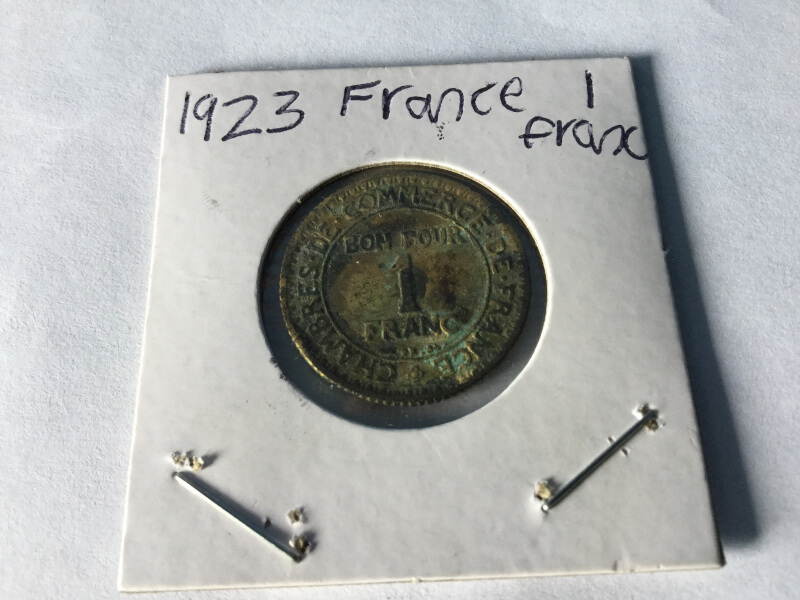 1923 France 1
franc
CHAMBRES·DE·COMMERCE·DE·FRANCE
BON POUR
1
FRANC